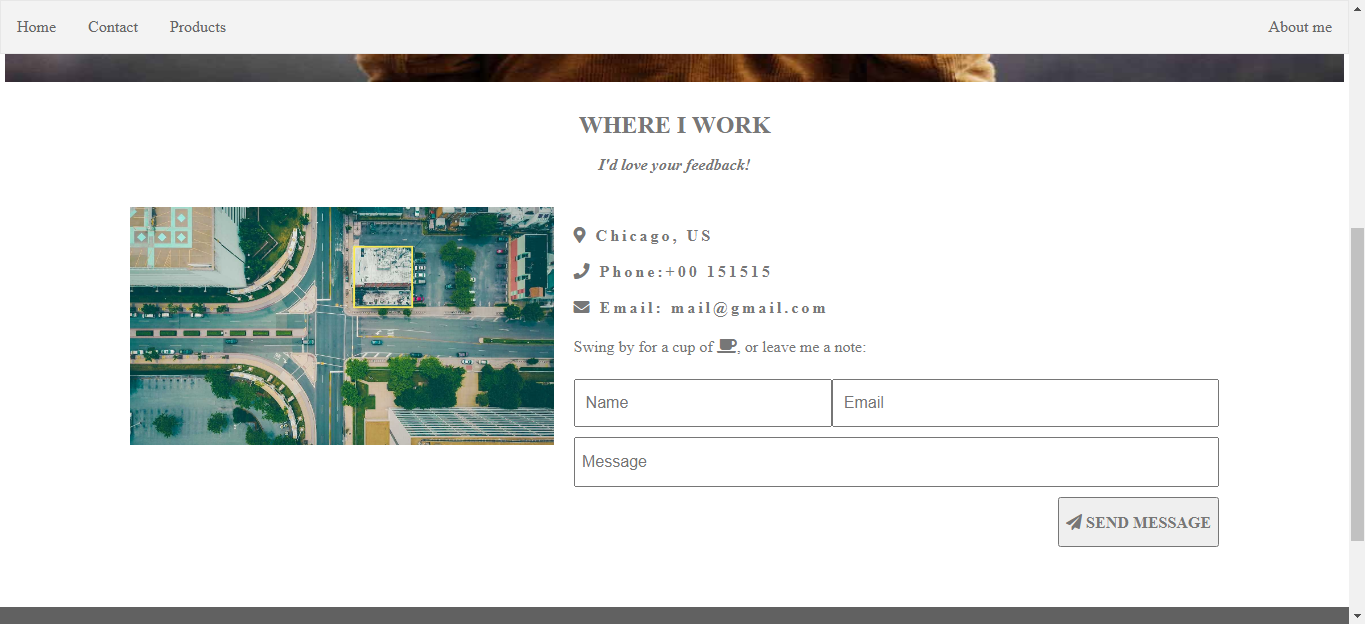 Home Contact Products About me
WHERE I WORK
I'd love your feedback!
Chicago, US
Phone:+00 151515
Email: mail@gmail.com
Swing by for a cup of , or leave me a note:
Name Email
Message
SEND MESSAGE